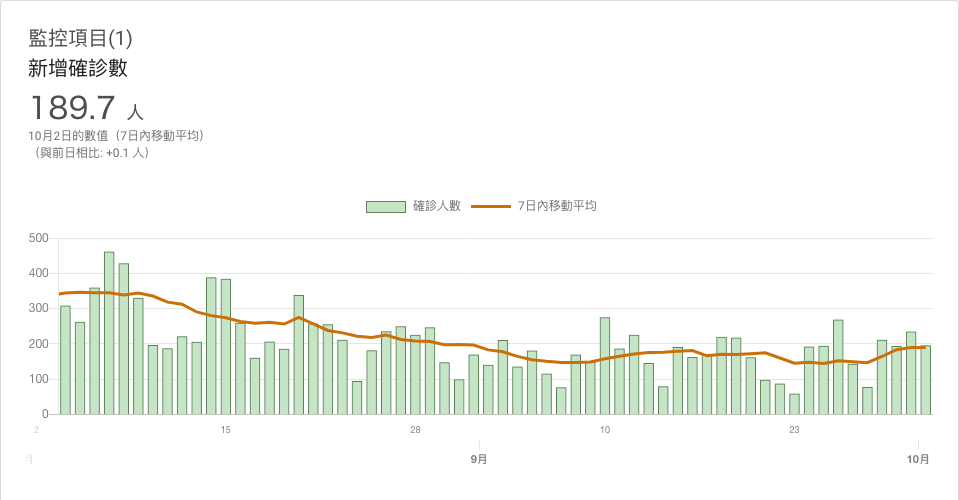 監控項目(1)
新增確診數
189.7 人
10月2日的數值（7日內移動平均）
（與前日相比: +0.1 人）
確診人數 7日內移動平均
500
400
300
200
100
0
2 15 28 10 23
月 9月 10月